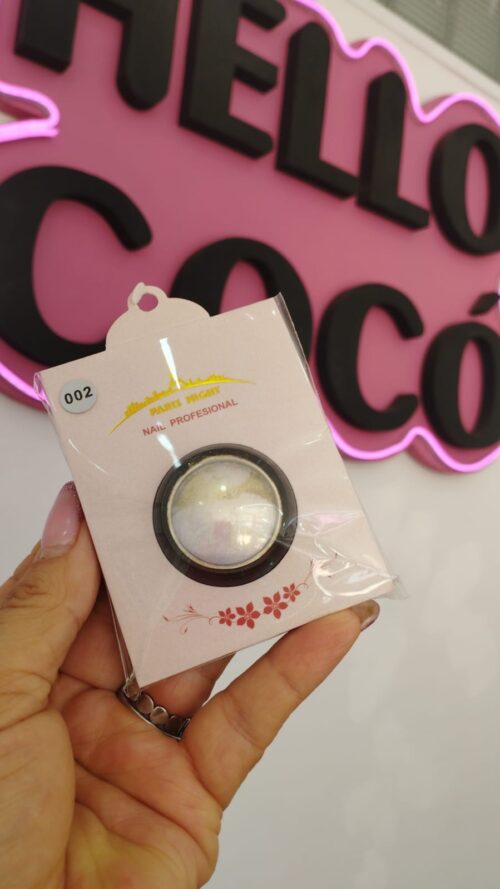 HELLO
COCÓ
002
PARIS NIGHT
NAIL PROFESIONAL